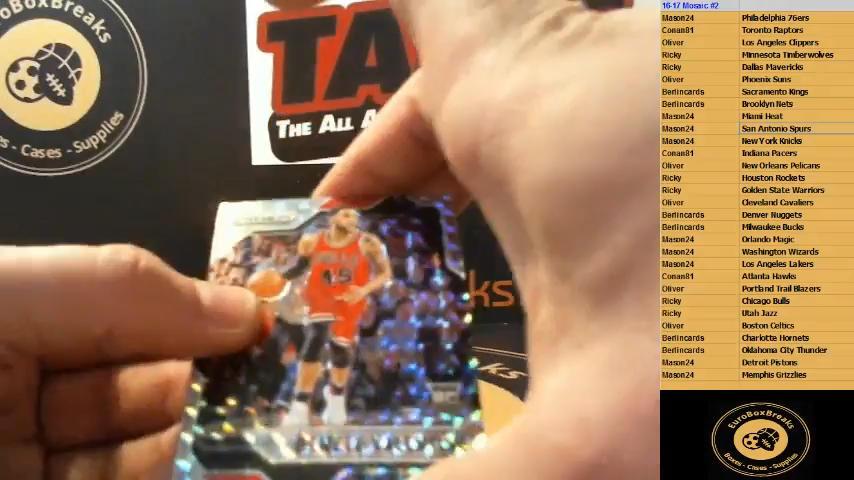 EuroBoxBreaks
Boxes - Cases - Supplies
TA
THE ALL A
ks
16-17 Mosaic #2
Mason24 Philadelphia 76ers
Conan81 Toronto Raptors
Oliver Los Angeles Clippers
Ricky Minnesota Timberwolves
Ricky Dallas Mavericks
Oliver Phoenix Suns
Berlincards Sacramento Kings
Berlincards Brooklyn Nets
Mason24 Miami Heat
Mason24 San Antonio Spurs
Mason24 New York Knicks
Conan81 Indiana Pacers
Oliver New Orleans Pelicans
Ricky Houston Rockets
Ricky Golden State Warriors
Oliver Cleveland Cavaliers
Berlincards Denver Nuggets
Berlincards Milwaukee Bucks
Mason24 Orlando Magic
Mason24 Washington Wizards
Mason24 Los Angeles Lakers
Conan81 Atlanta Hawks
Oliver Portland Trail Blazers
Ricky Chicago Bulls
Ricky Utah Jazz
Oliver Boston Celtics
Berlincards Charlotte Hornets
Berlincards Oklahoma City Thunder
Mason24 Detroit Pistons
Mason24 Memphis Grizzlies
EuroBoxBreaks
Boxes - Cases - Supplies